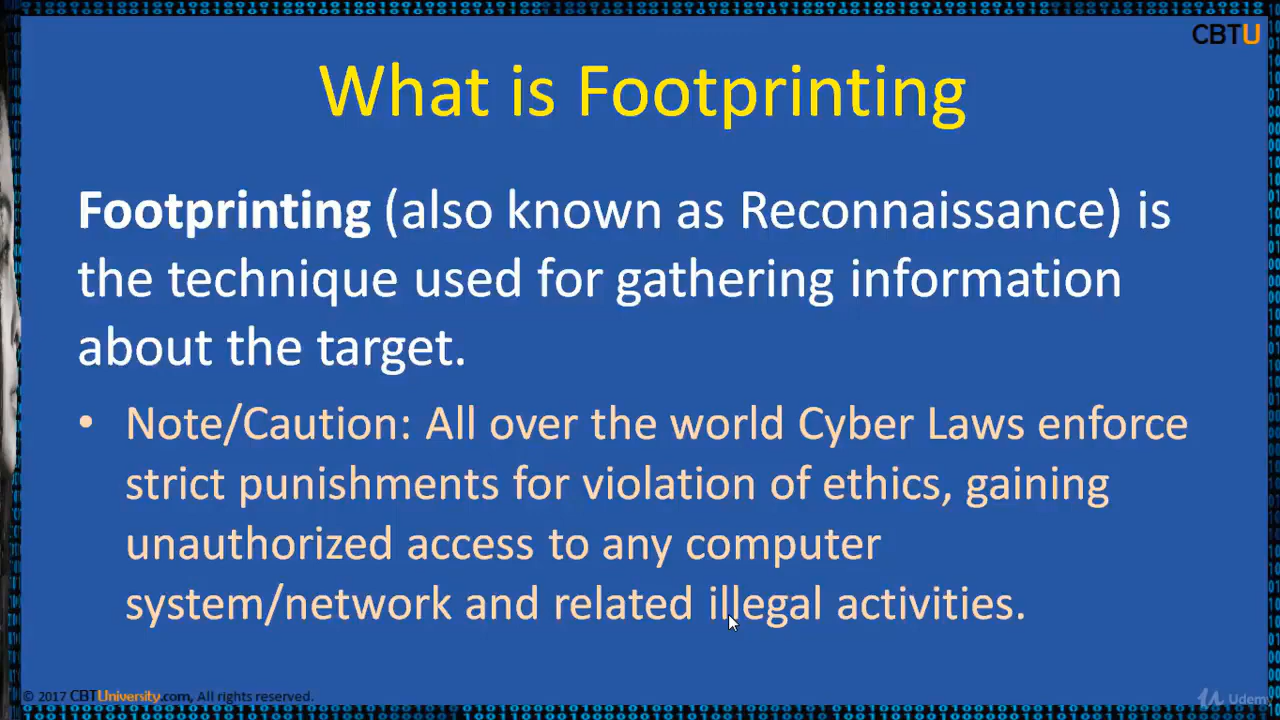 CBTU
What is Footprinting
Footprinting (also known as Reconnaissance) is
the technique used for gathering information
about the target.
• Note/Caution: All over the world Cyber Laws enforce
strict punishments for violation of ethics, gaining
unauthorized access to any computer
system/network and related illegal activities.
© 2017 CBTUniversity.com, All rights reserved.
Udemy